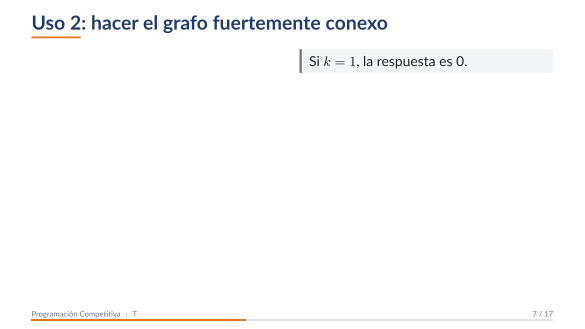 Uso 2: hacer el grafo fuertemente conexo
Si k = 1, la respuesta es 0.
Programación Competitiva · T
7 / 17